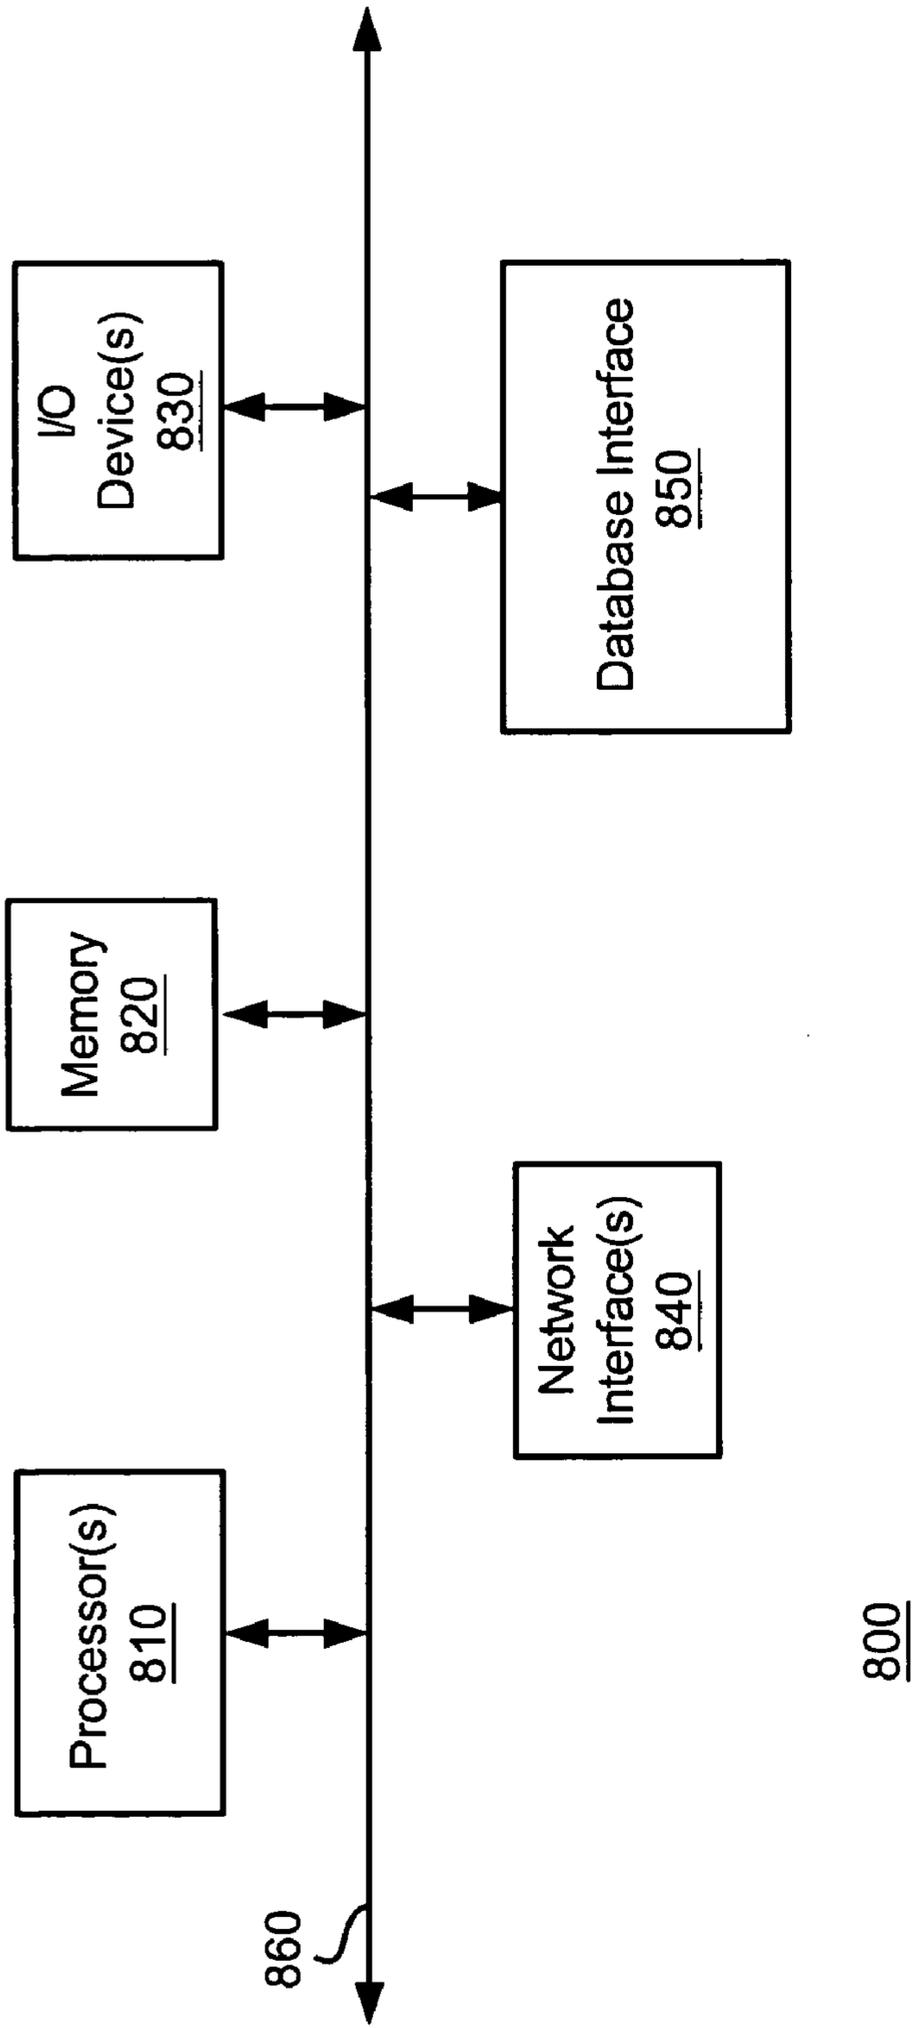 Processor(s)
810
Memory
820
I/O
Device(s)
830
860
Network
Interface(s)
840
Database Interface
850
800